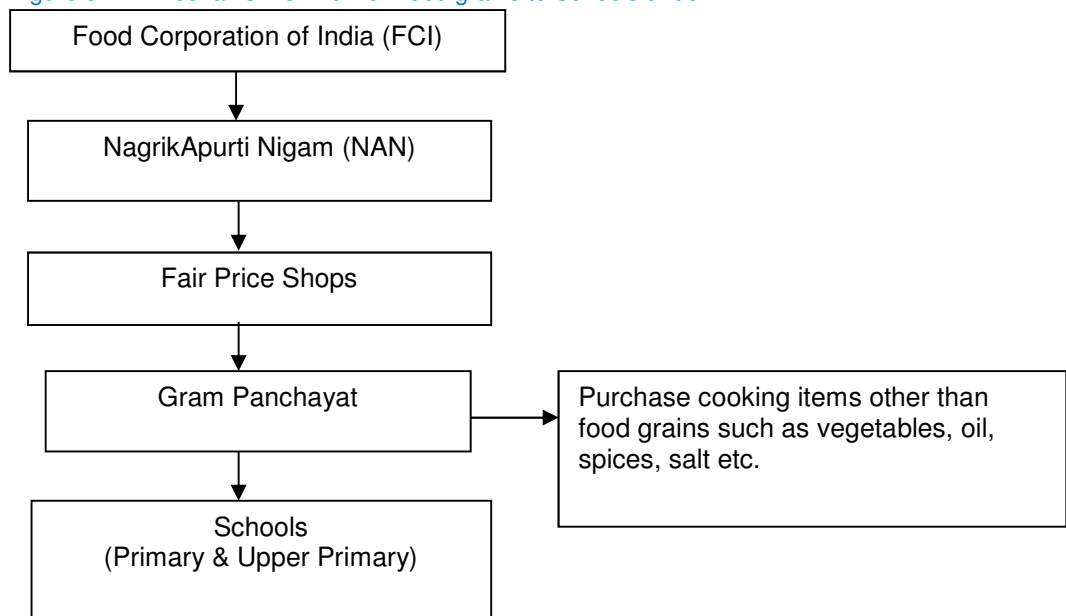 Food Corporation of India (FCI)
NagrikApurti Nigam (NAN)
Fair Price Shops
Gram Panchayat
Purchase cooking items other than
food grains such as vegetables, oil,
spices, salt etc.
Schools
(Primary & Upper Primary)